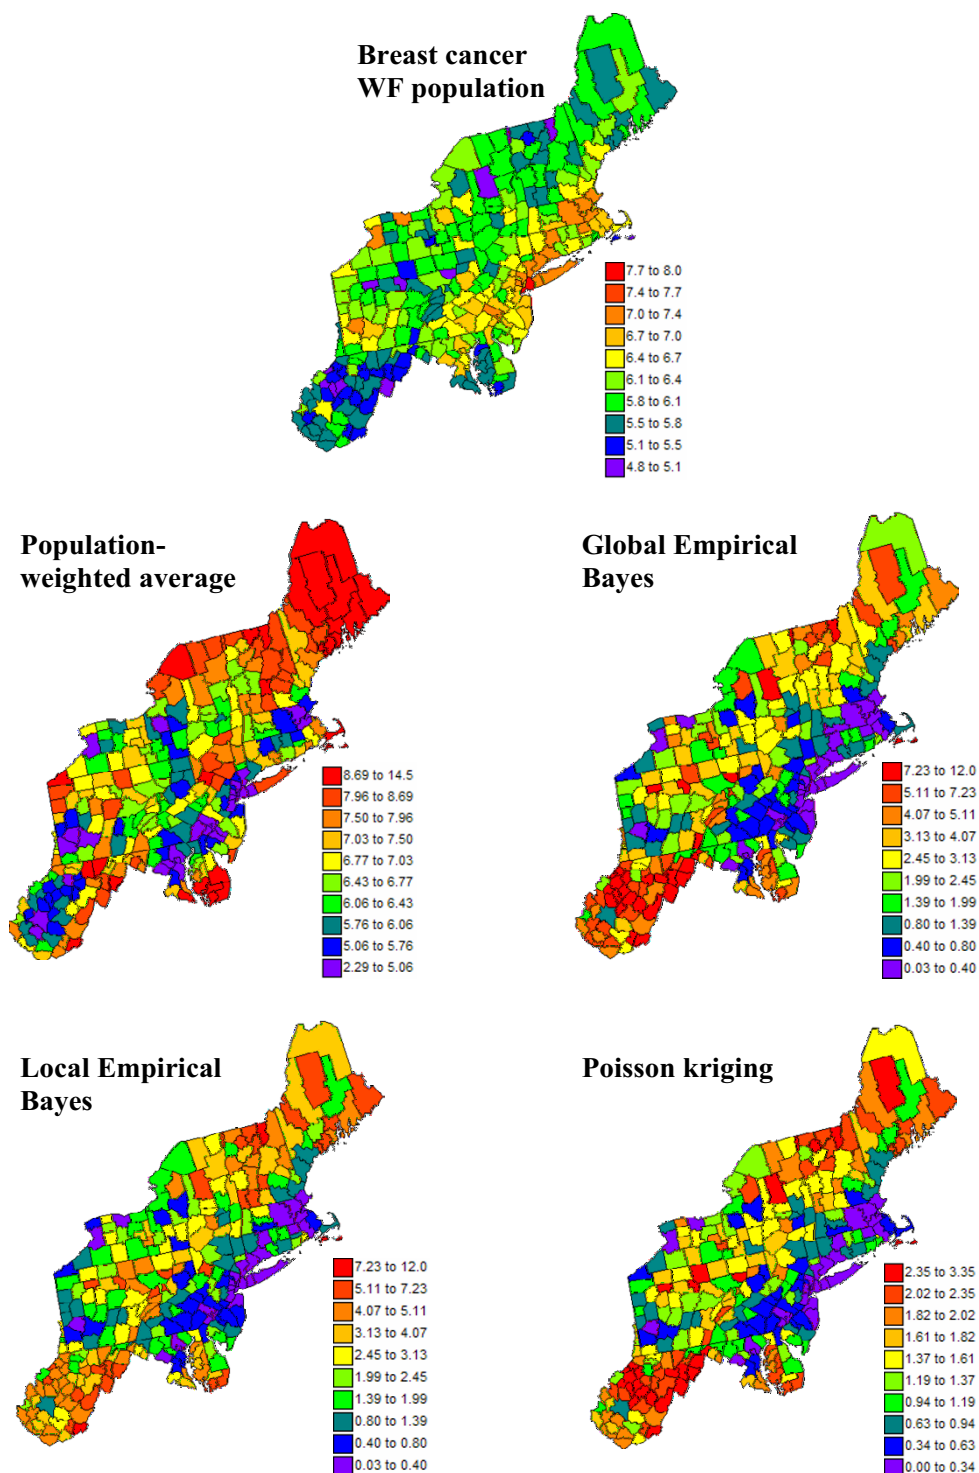 Breast cancer
WF population
7.7 to 8.0
7.4 to 7.7
7.0 to 7.4
6.7 to 7.0
6.4 to 6.7
6.1 to 6.4
5.8 to 6.1
5.5 to 5.8
5.1 to 5.5
4.8 to 5.1
Population-
weighted average
8.69 to 14.5
7.96 to 8.69
7.50 to 7.96
7.03 to 7.50
6.77 to 7.03
6.43 to 6.77
6.06 to 6.43
5.76 to 6.06
5.06 to 5.76
2.29 to 5.06
Global Empirical
Bayes
7.23 to 12.0
5.11 to 7.23
4.07 to 5.11
3.13 to 4.07
2.45 to 3.13
1.99 to 2.45
1.39 to 1.99
0.80 to 1.39
0.40 to 0.80
0.03 to 0.40
Local Empirical
Bayes
7.23 to 12.0
5.11 to 7.23
4.07 to 5.11
3.13 to 4.07
2.45 to 3.13
1.99 to 2.45
1.39 to 1.99
0.80 to 1.39
0.40 to 0.80
0.03 to 0.40
Poisson kriging
2.35 to 3.35
2.02 to 2.35
1.82 to 2.02
1.61 to 1.82
1.37 to 1.61
1.19 to 1.37
0.94 to 1.19
0.63 to 0.94
0.34 to 0.63
0.00 to 0.34